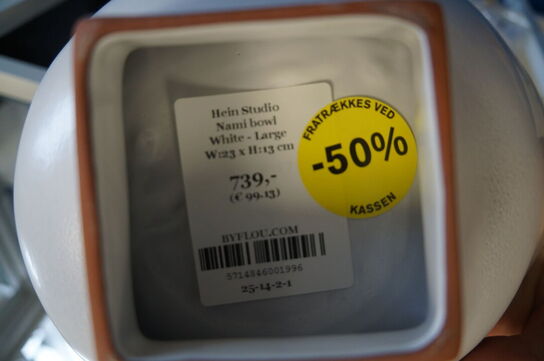 Hein Studio
Nami bowl
White - Large
W:23 x H:13 cm
739,-
(€ 99.13)
BYFLOU.COM
5714846001996
25-14-2-1
FRATRÆKKES VED
-50%
KASSEN